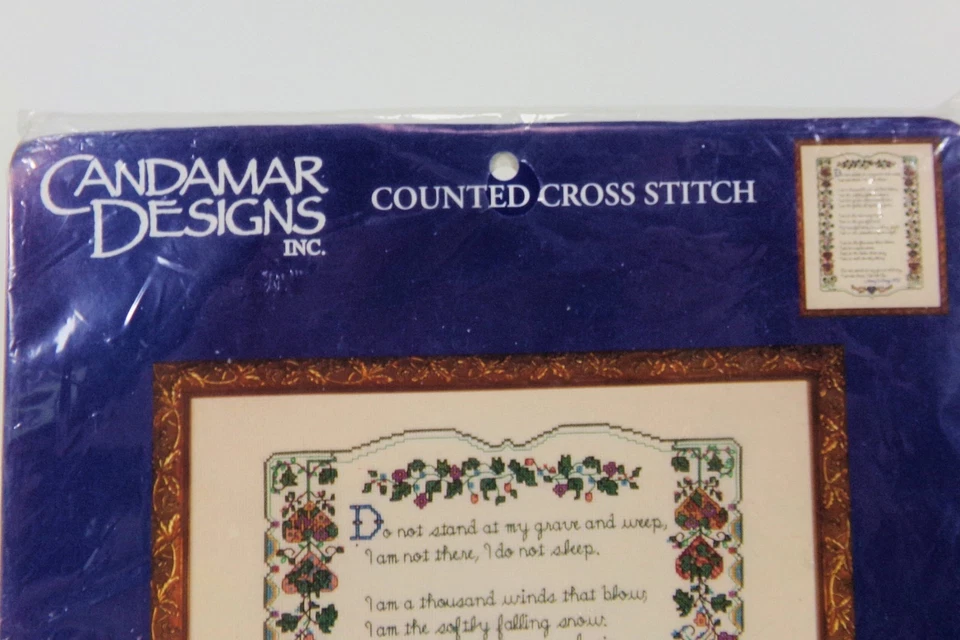 CANDAMAR
DESIGNS
INC.
COUNTED CROSS STITCH
Do not stand at my grave and weep,
I am not there, I do not sleep.
I am a thousand winds that blow,
I am the softly falling snow.